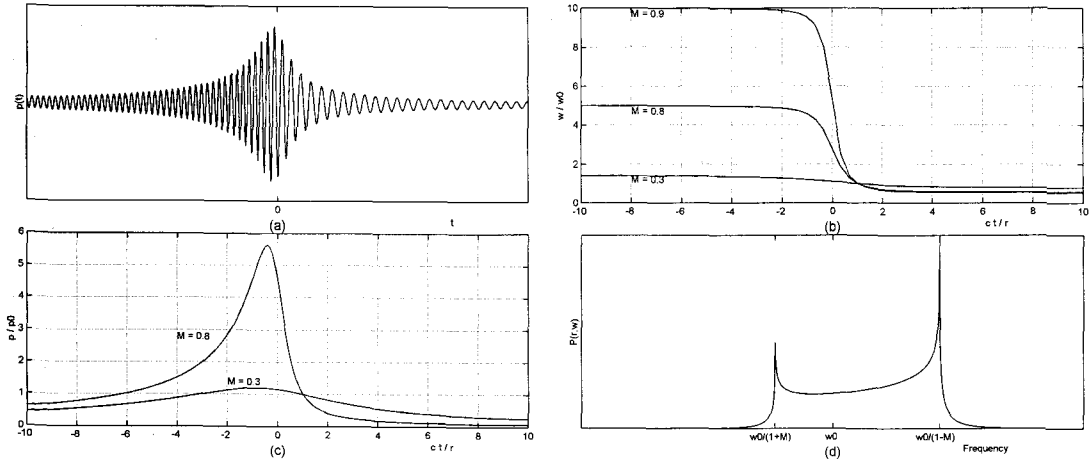 p(t)
0
(a)
t
10
8
6
4
2
0
w / w0
M = 0.9
M = 0.8
M = 0.3
-10 -8 -6 -4 -2 0 2 4 6 8 10
(b)
c t / r
6
5
4
3
2
1
0
p / p0
M = 0.8
M = 0.3
-10 -8 -6 -4 -2 0 2 4 6 8 10
(c)
c t / r
P(r,w)
w0/(1+M) w0 w0/(1-M)
(d)
Frequency